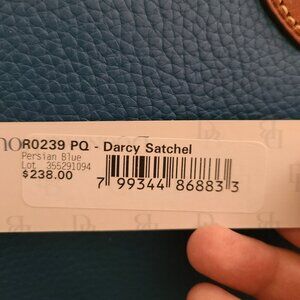 R0239 PQ - Darcy Satchel
Persian Blue
Lot 355291094
$238.00
7 99344 86883 3